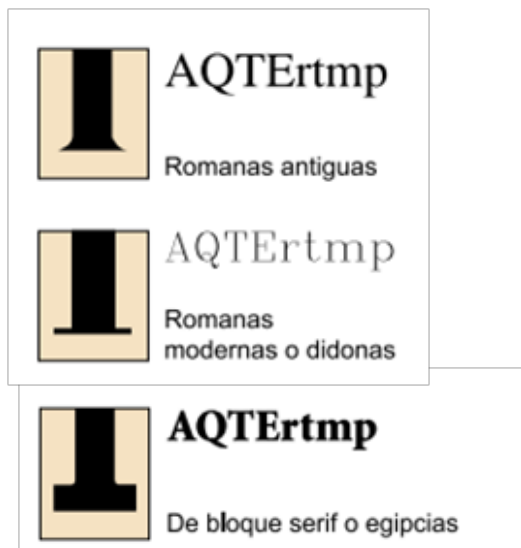 AQTErtmp
Romanas antiguas
AQTErtmp
Romanas
modernas o didonas
AQTErtmp
De bloque serif o egipcias